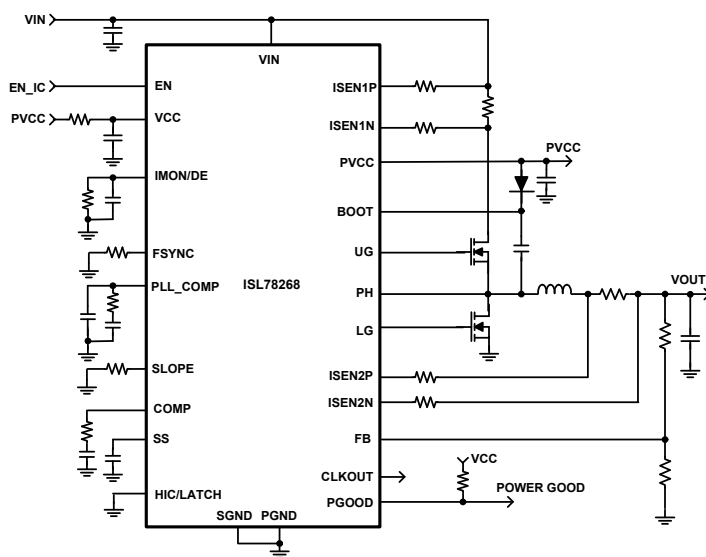 VIN
VIN
EN_IC
EN
PVCC
VCC
IMON/DE
FSYNC
PLL_COMP
ISL78268
SLOPE
COMP
SS
HIC/LATCH
SGND
PGND
ISEN1P
ISEN1N
PVCC
PVCC
BOOT
UG
PH
VOUT
LG
ISEN2P
ISEN2N
FB
VCC
CLKOUT
POWER GOOD
PGOOD